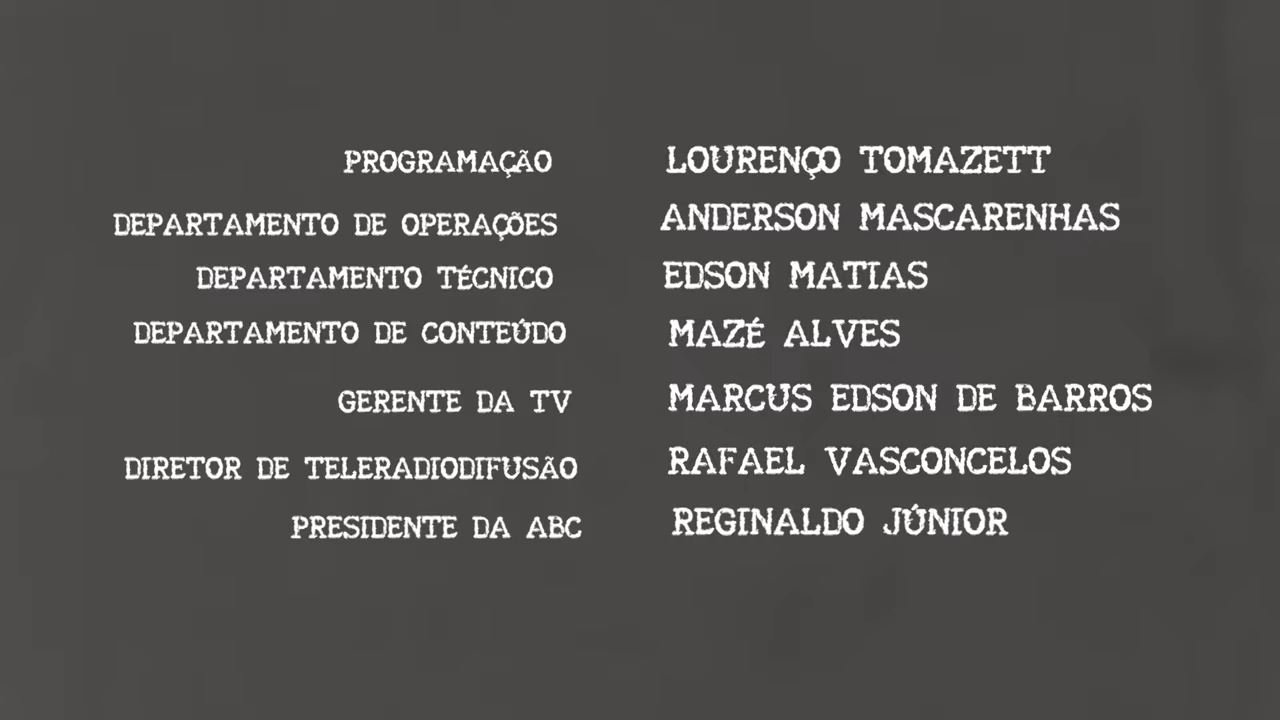 PROGRAMAÇÃO LOURENÇO TOMAZETT
DEPARTAMENTO DE OPERAÇÕES ANDERSON MASCARENHAS
DEPARTAMENTO TÉCNICO EDSON MATIAS
DEPARTAMENTO DE CONTEÚDO MAZÉ ALVES
GERENTE DA TV MARCUS EDSON DE BARROS
DIRETOR DE TELERADIODIFUSÃO RAFAEL VASCONCELOS
PRESIDENTE DA ABC REGINALDO JÚNIOR